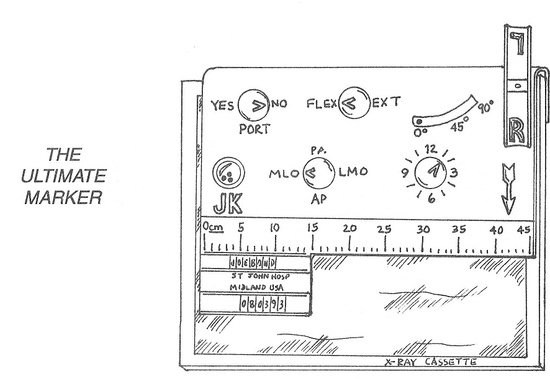 THE
ULTIMATE
MARKER
L
R
YES NO
PORT
FLEX EXT
0° 45° 90°
PA.
MLO LMO
AP
12
9 3
6
JK
0cm 5 10 15 20 25 30 35 40 45
ST JOHN HOSP
MIDLAND USA
080393
X-RAY CASSETTE